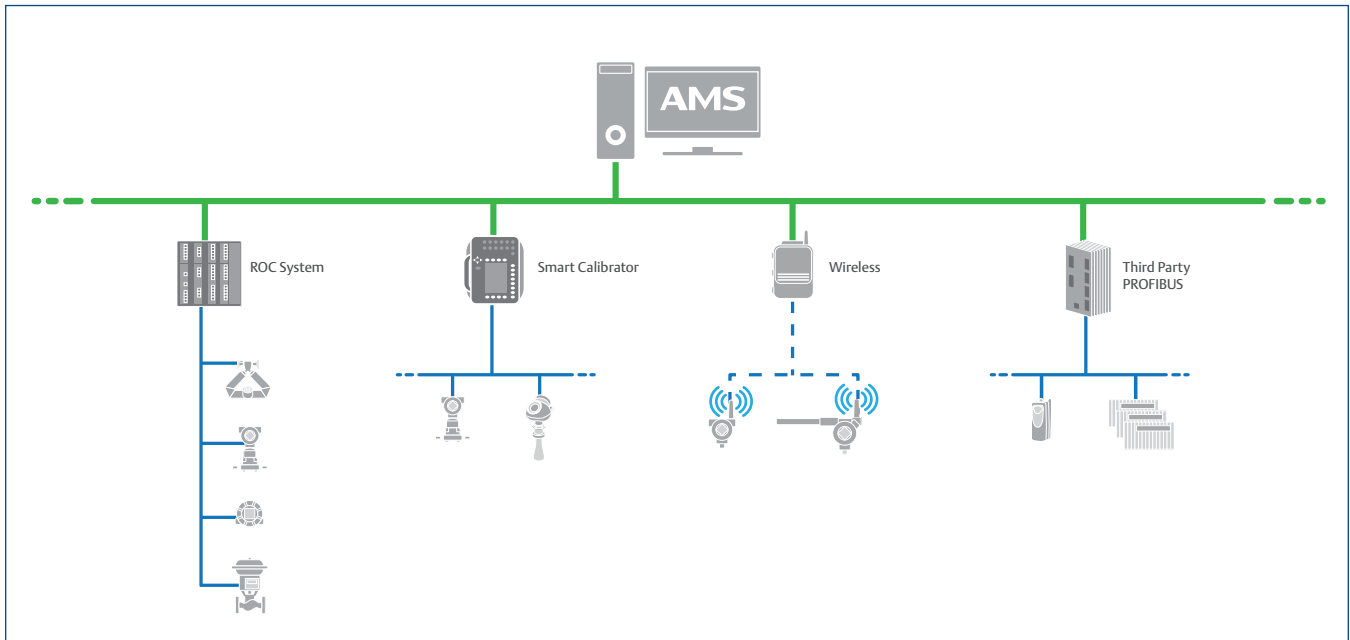 AMS
ROC System
Smart Calibrator
Wireless
Third Party
PROFIBUS